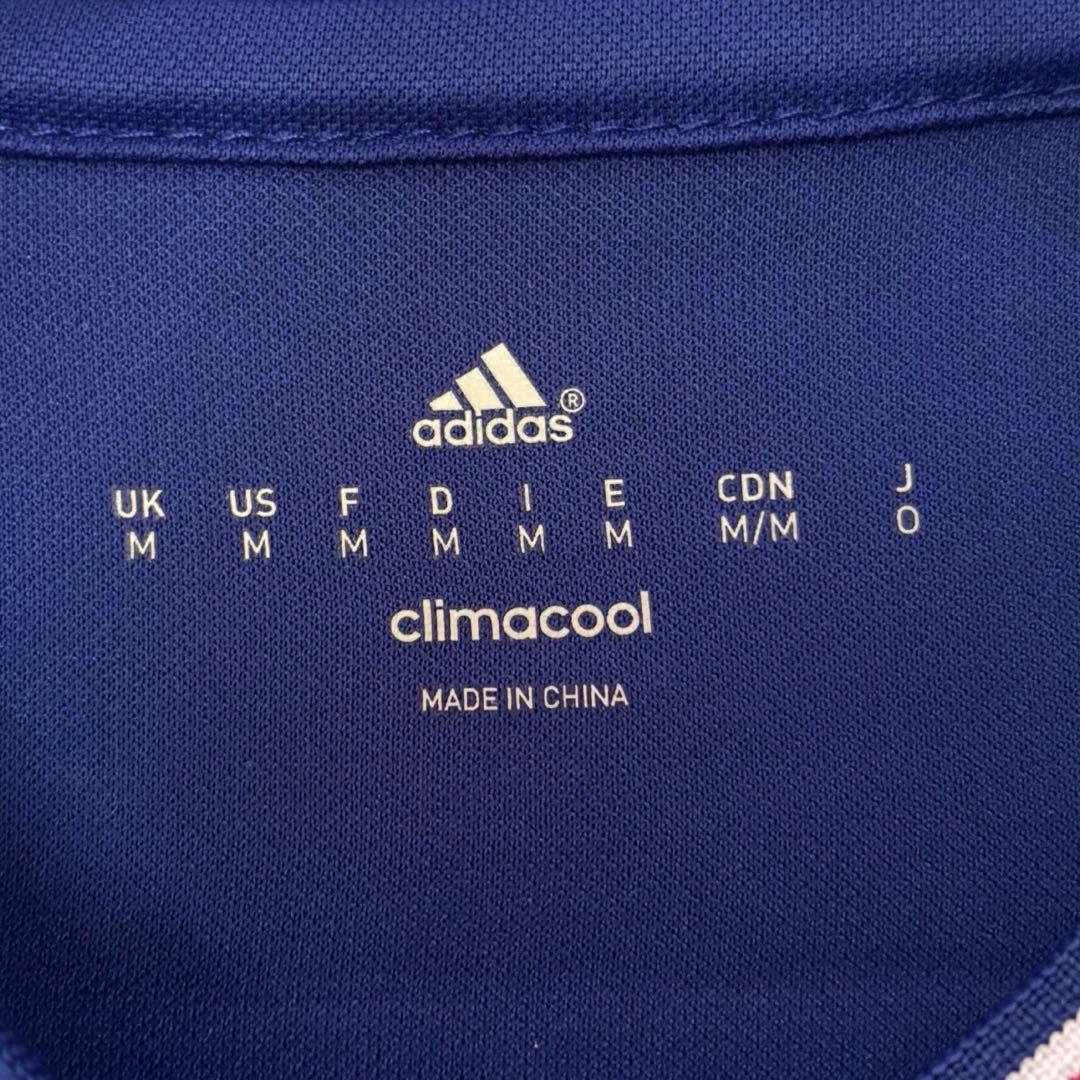 adidas®
UK US F D I E CDN J
M M M M M M M/M O
climacool
MADE IN CHINA